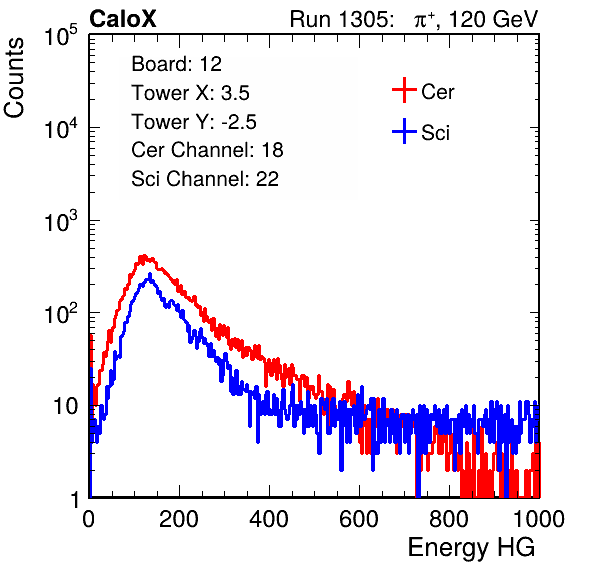 CaloX Run 1305: π⁺, 120 GeV
Counts
10⁵
10⁴
10³
10²
10
1
Board: 12
Tower X: 3.5
Tower Y: -2.5
Cer Channel: 18
Sci Channel: 22
Cer
Sci
0 200 400 600 800 1000
Energy HG